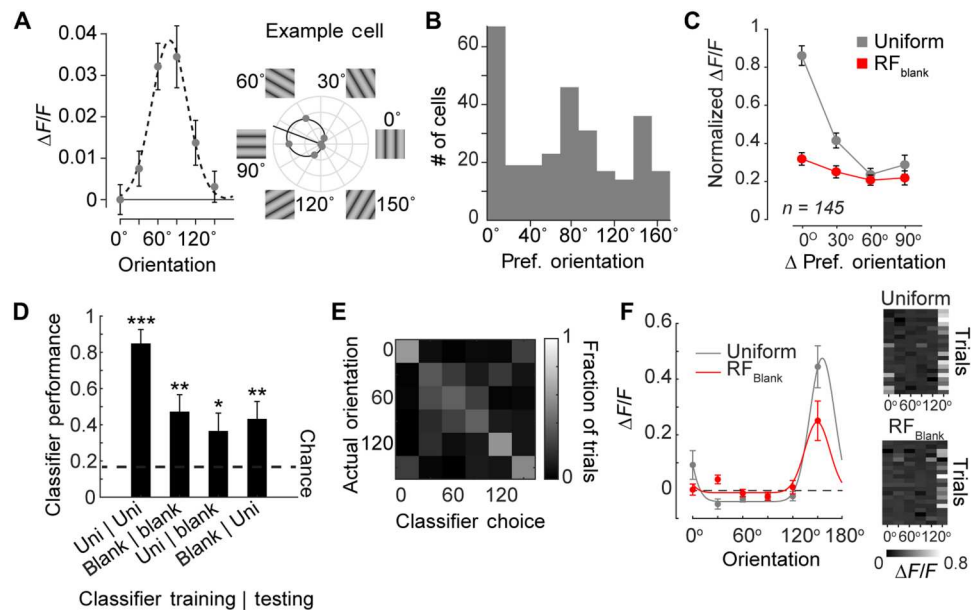 A
0.04
0.03
0.02
0.01
0
ΔF/F
0° 60° 120°
Orientation
Example cell
60° 30°
0°
90°
120° 150°
B
60
40
20
0
# of cells
0° 40° 80° 120° 160°
Pref. orientation
C
1
0.8
0.6
0.4
0.2
0
Normalized ΔF/F
Uniform
RFblank
n = 145
0° 30° 60° 90°
Δ Pref. orientation
D
1
0.8
0.6
0.4
0.2
0
Classifier performance
*** ** * **
Chance
Uni | Uni
Blank | blank
Uni | blank
Blank | Uni
Classifier training | testing
E
Actual orientation
0
60
120
0 60 120
Classifier choice
1
0
Fraction of trials
F
0.6
0.4
0.2
0
ΔF/F
Uniform
RFBlank
0° 60° 120° 180°
Orientation
Uniform
Trials
0° 60° 120°
RFBlank
Trials
0° 60° 120°
0 0.8
ΔF/F